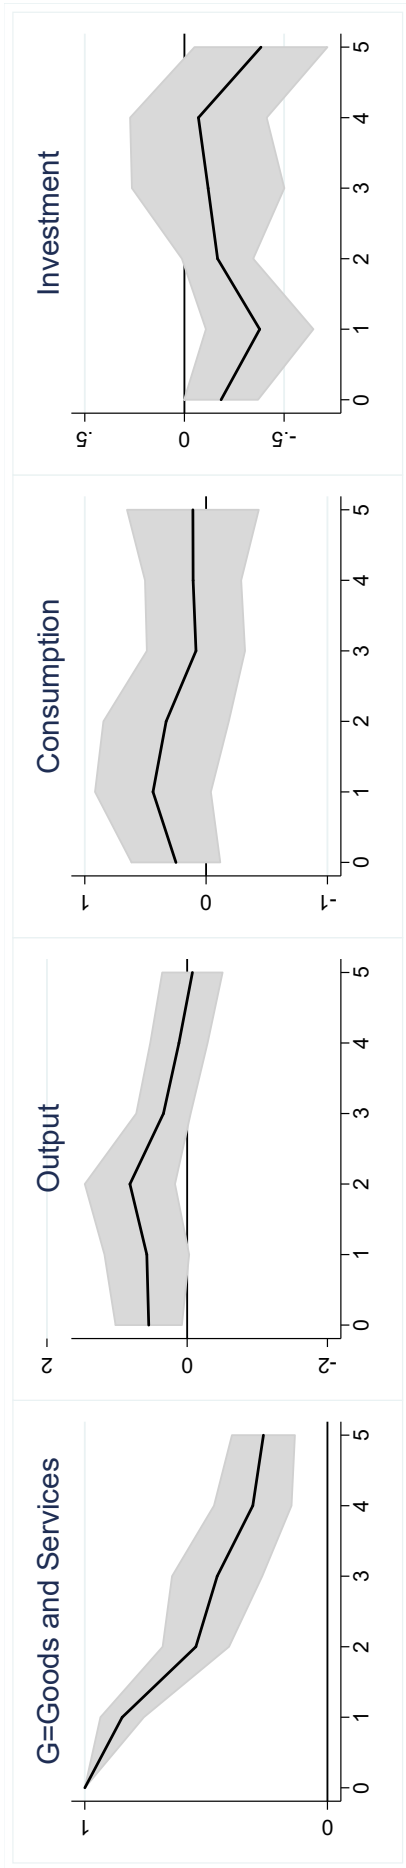 G=Goods and Services
1
0
0 1 2 3 4 5
Output
2
0
-2
0 1 2 3 4 5
Consumption
1
0
-1
0 1 2 3 4 5
Investment
.5
0
-.5
0 1 2 3 4 5